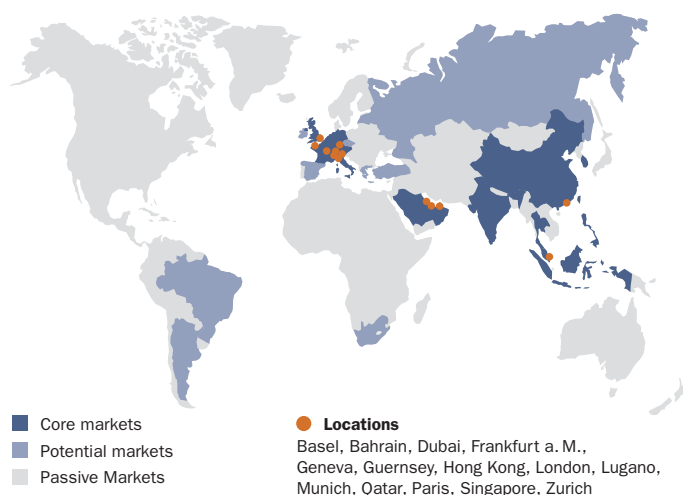 Core markets
Potential markets
Passive Markets
Locations
Basel, Bahrain, Dubai, Frankfurt a. M.,
Geneva, Guernsey, Hong Kong, London, Lugano,
Munich, Qatar, Paris, Singapore, Zurich